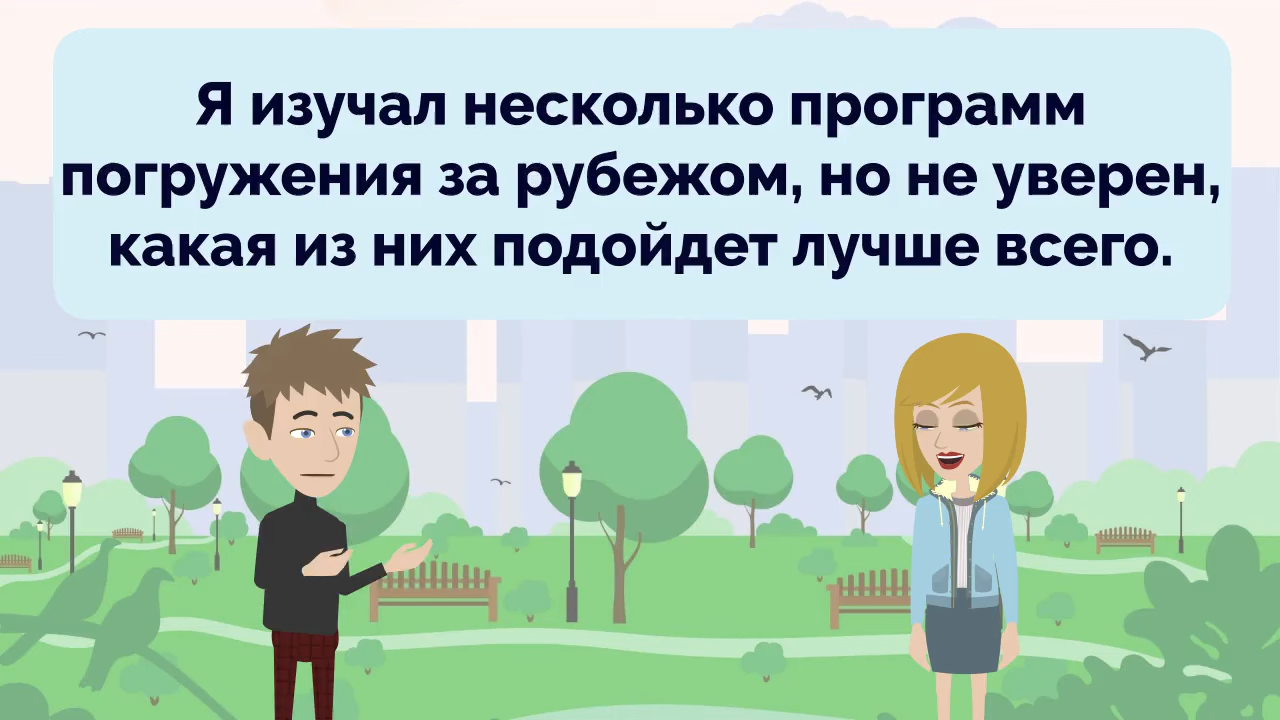 Я изучал несколько программ
погружения за рубежом, но не уверен,
какая из них подойдет лучше всего.